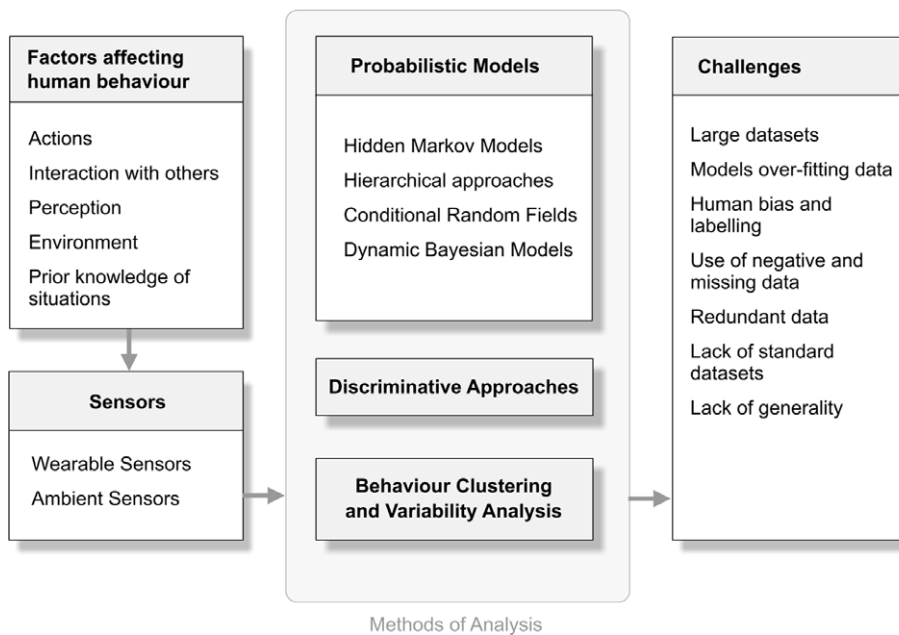 Factors affecting
human behaviour
Actions
Interaction with others
Perception
Environment
Prior knowledge of
situations
Sensors
Wearable Sensors
Ambient Sensors
Probabilistic Models
Hidden Markov Models
Hierarchical approaches
Conditional Random Fields
Dynamic Bayesian Models
Discriminative Approaches
Behaviour Clustering
and Variability Analysis
Methods of Analysis
Challenges
Large datasets
Models over-fitting data
Human bias and
labelling
Use of negative and
missing data
Redundant data
Lack of standard
datasets
Lack of generality